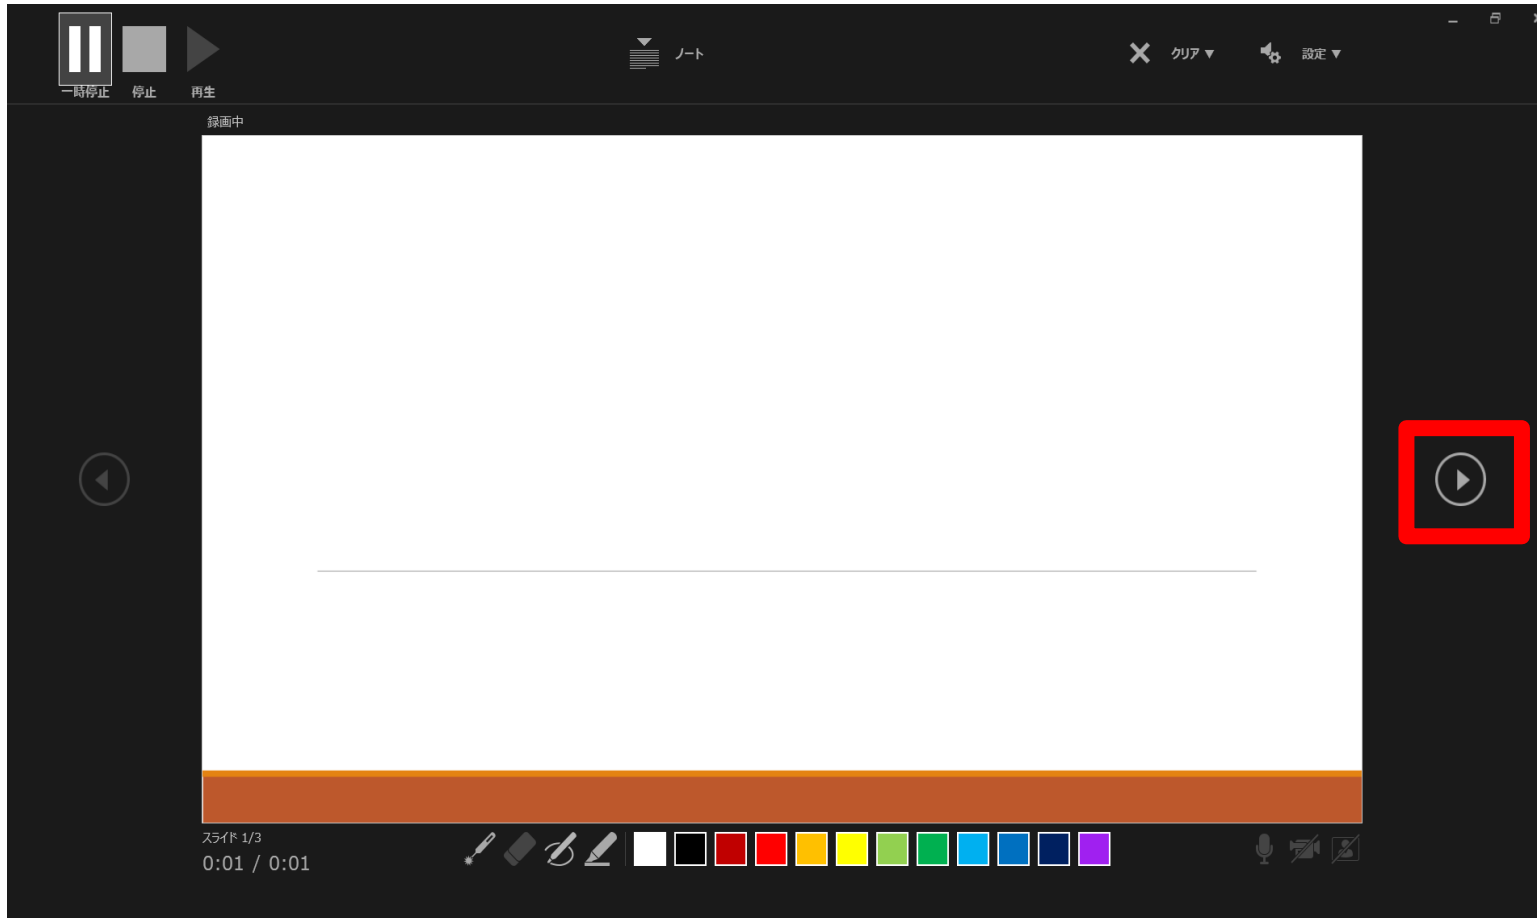 一時停止 停止 再生
ノート
クリア ▼ 設定 ▼
録画中
スライド 1/3
0:01 / 0:01